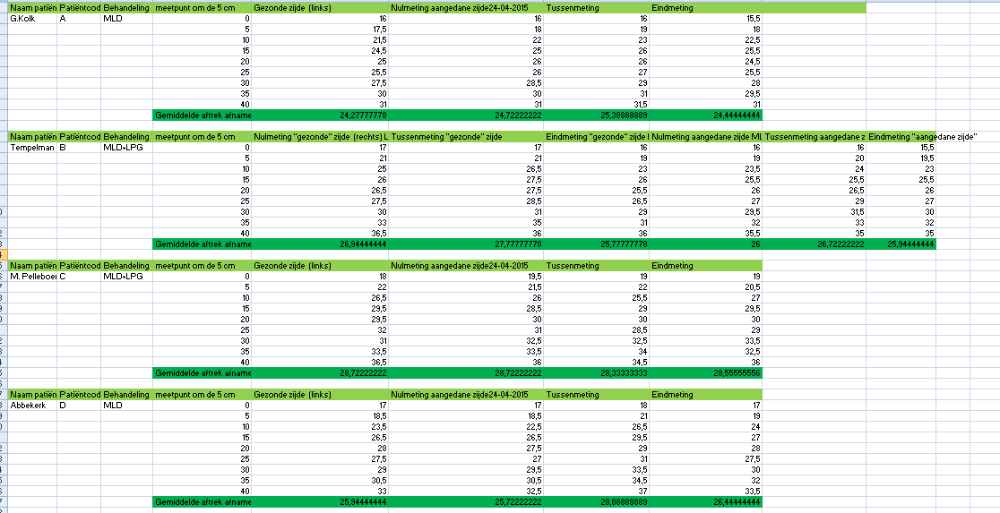 Naam patiën Patiëntcod Behandeling meetpunt om de 5 cm Gezonde zijde (links) Nulmeting aangedane zijde24-04-2015 Tussenmeting Eindmeting
G.Kolk A MLD 0 16 16 16 15,5
5 17,5 18 19 18
10 21,5 22 23 22,5
15 24,5 25 26 25,5
20 25 26 26 24,5
25 25,5 26 27 25,5
30 27,5 28,5 29 28
35 30 30 31 29,5
40 31 31 31,5 31
Gemiddelde aftrek afname 24,27777778 24,72222222 25,38888889 24,44444444
Naam patiën Patiëntcod Behandeling meetpunt om de 5 cm Nulmeting "gezonde" zijde (rechts) L Tussenmeting "gezonde" zijde Eindmeting "gezonde" zijde Nulmeting aangedane zijde ML Tussenmeting aangedane z Eindmeting "aangedane zijde"
Tempelman B MLD+LPG 0 17 17 16 16 16 15,5
5 21 21 19 19 20 19,5
10 25 26,5 23 23,5 24 23
15 26 27,5 26 25,5 25,5 25,5
20 26,5 27,5 25,5 26 26,5 26
25 27,5 28,5 26,5 27 29 27
30 30 31 29 29,5 31,5 30
35 33 35 31 32 33 32
40 36,5 36 36 35,5 35 35
Gemiddelde aftrek afname 26,94444444 27,77777778 25,77777778 26 26,72222222 25,94444444
Naam patiën Patiëntcod Behandeling meetpunt om de 5 cm Gezonde zijde (links) Nulmeting aangedane zijde24-04-2015 Tussenmeting Eindmeting
M. Pelleboer C MLD+LPG 0 18 19,5 19 19
5 22 21,5 22 20,5
10 26,5 26 25,5 27
15 29,5 28,5 29 29,5
20 29,5 30 30 30
25 32 31 28,5 29
30 31 32,5 32,5 33,5
35 33,5 33,5 34 32,5
40 36,5 36 34,5 36
Gemiddelde aftrek afname 28,72222222 28,72222222 28,33333333 28,55555556
Naam patiën Patiëntcod Behandeling meetpunt om de 5 cm Gezonde zijde (links) Nulmeting aangedane zijde24-04-2015 Tussenmeting Eindmeting
Abbekerk D MLD 0 17 17 18 17
5 18,5 18,5 21 19
10 23,5 22,5 26,5 24
15 26,5 26,5 29,5 27
20 28 27,5 29 28
25 27,5 27 31 27,5
30 29 29,5 33,5 30
35 30,5 30,5 34,5 32
40 33 32,5 37 33,5
Gemiddelde aftrek afname 25,94444444 25,72222222 28,88888889 26,44444444